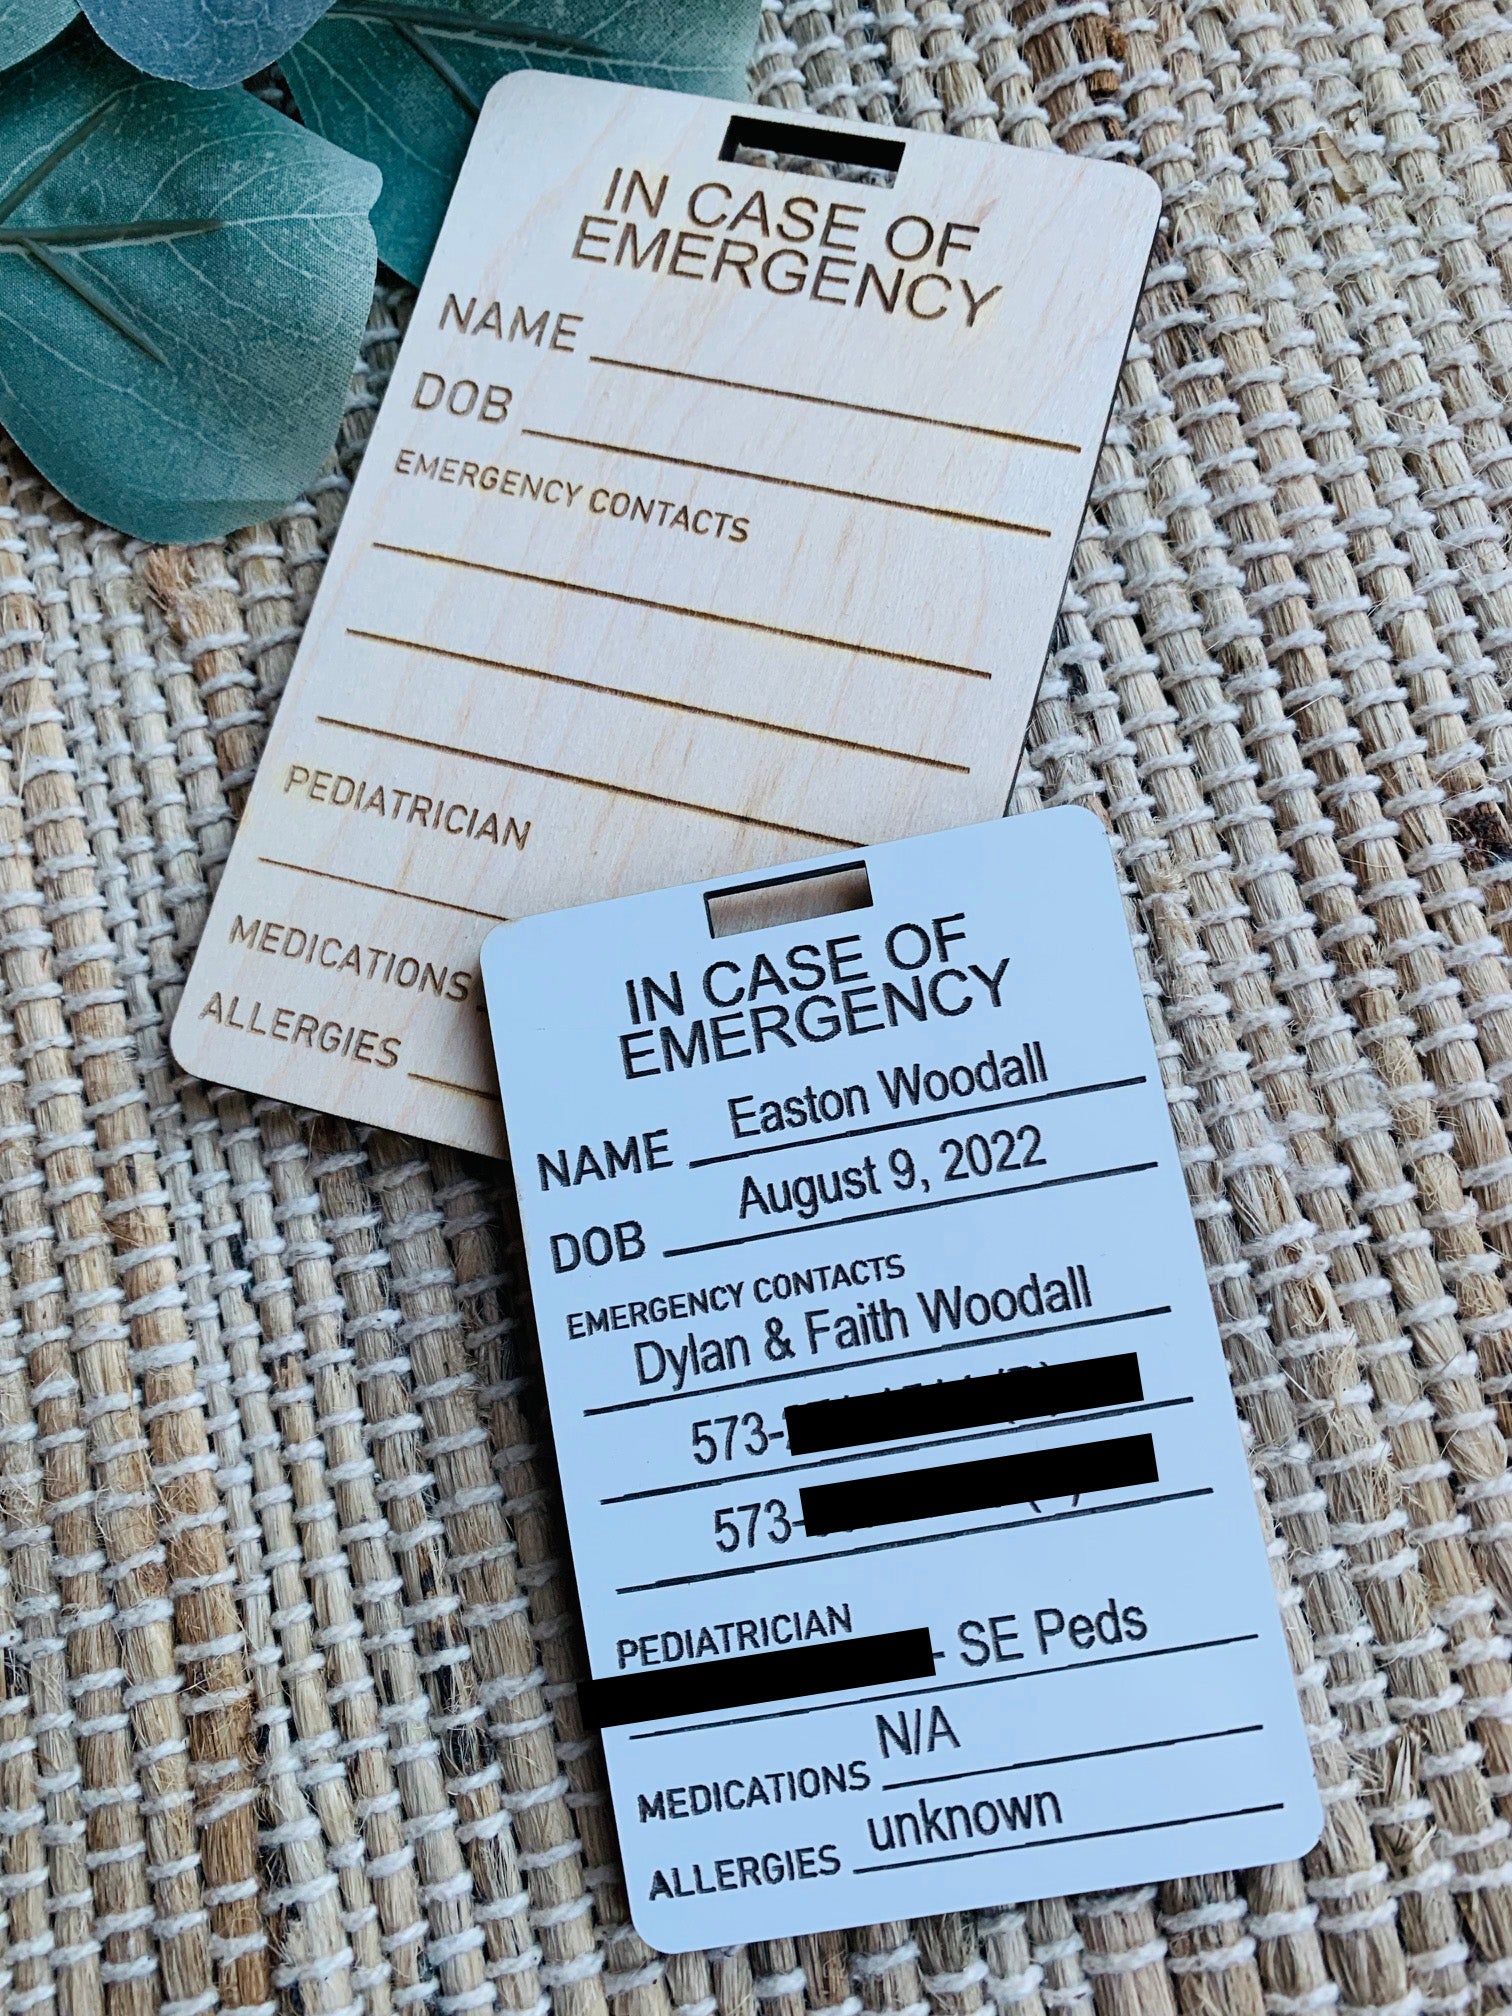 IN CASE OF
EMERGENCY
NAME
DOB
EMERGENCY CONTACTS
PEDIATRICIAN
MEDICATIONS
ALLERGIES
IN CASE OF
EMERGENCY
NAME Easton Woodall
DOB August 9, 2022
EMERGENCY CONTACTS
Dylan & Faith Woodall
573-
573-
PEDIATRICIAN
- SE Peds
MEDICATIONS N/A
ALLERGIES unknown